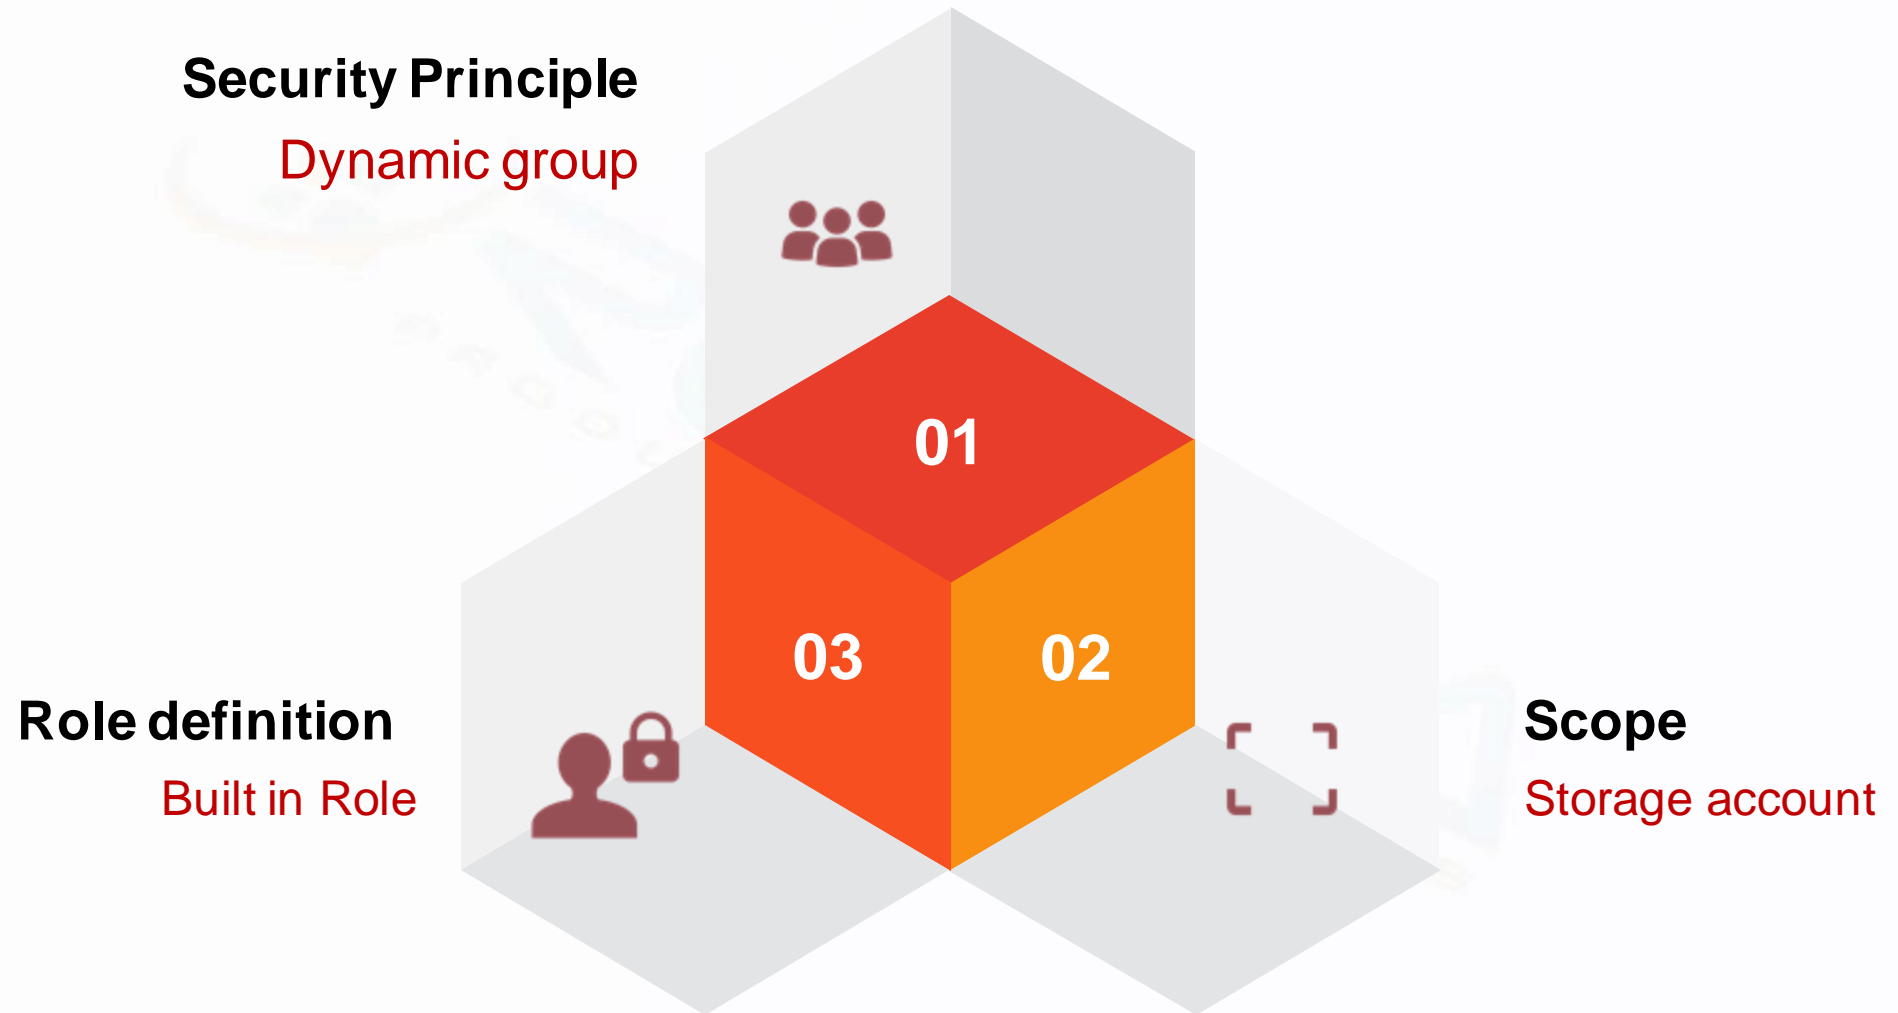 Security Principle
Dynamic group
01
03
02
Role definition
Built in Role
Scope
Storage account